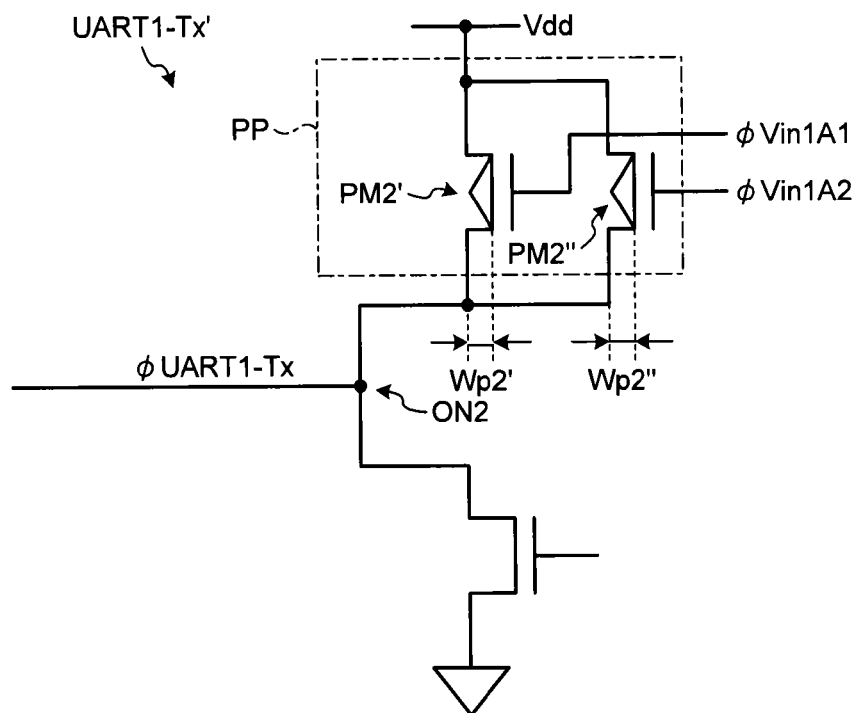 UART1-Tx'
Vdd
PP
ϕ Vin1A1
PM2'
ϕ Vin1A2
PM2"
ϕ UART1-Tx
Wp2'
Wp2"
ON2